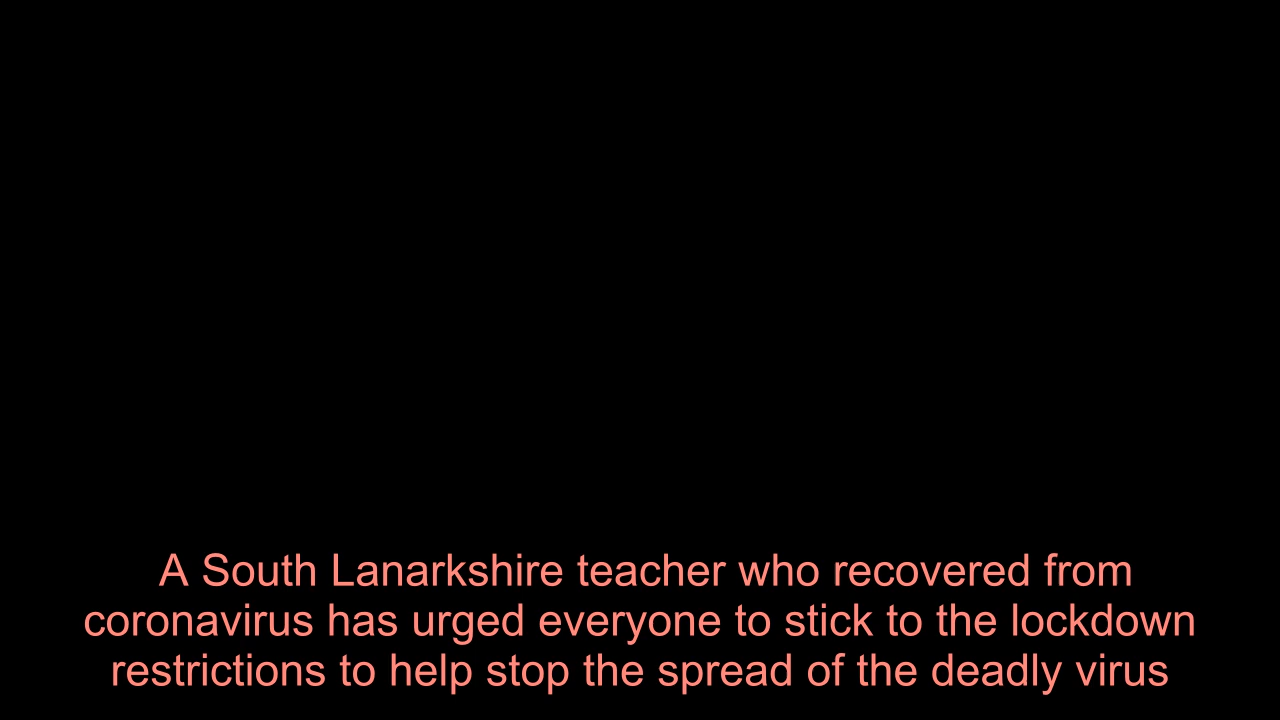 A South Lanarkshire teacher who recovered from
coronavirus has urged everyone to stick to the lockdown
restrictions to help stop the spread of the deadly virus